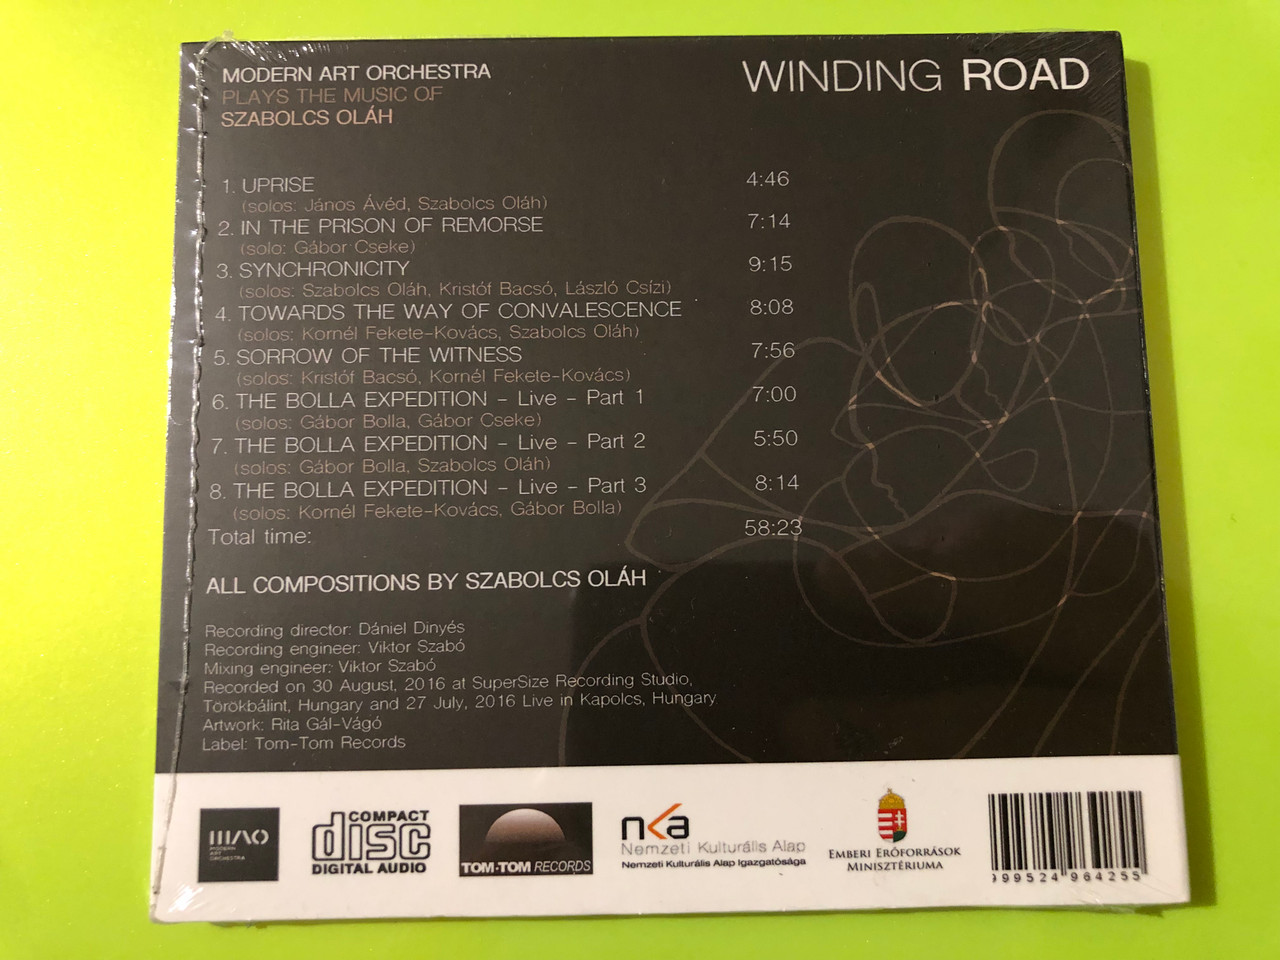 MODERN ART ORCHESTRA
PLAYS THE MUSIC OF
SZABOLCS OLÁH
WINDING ROAD
1. UPRISE 4:46
(solos: János Ávéd, Szabolcs Oláh)
2. IN THE PRISON OF REMORSE 7:14
(solo: Gábor Cseke)
3. SYNCHRONICITY 9:15
(solos: Szabolcs Oláh, Kristóf Bacsó, László Csízi)
4. TOWARDS THE WAY OF CONVALESCENCE 8:08
(solos: Kornél Fekete-Kovács, Szabolcs Oláh)
5. SORROW OF THE WITNESS 7:56
(solos: Kristóf Bacsó, Kornél Fekete-Kovács)
6. THE BOLLA EXPEDITION - Live - Part 1 7:00
(solos: Gábor Bolla, Gábor Cseke)
7. THE BOLLA EXPEDITION - Live - Part 2 5:50
(solos: Gábor Bolla, Szabolcs Oláh)
8. THE BOLLA EXPEDITION - Live - Part 3 8:14
(solos: Kornél Fekete-Kovács, Gábor Bolla)
Total time: 58:23
ALL COMPOSITIONS BY SZABOLCS OLÁH
Recording director: Dániel Dinyés
Recording engineer: Viktor Szabó
Mixing engineer: Viktor Szabó
Recorded on 30 August, 2016 at SuperSize Recording Studio,
Törökbálint, Hungary and 27 July, 2016 Live in Kapolcs, Hungary
Artwork: Rita Gál-Vágó
Label: Tom-Tom Records
MAO
MODERN
ART
ORCHESTRA
COMPACT
disc
DIGITAL AUDIO
TOM-TOM RECORDS
nka
Nemzeti Kulturális Alap
Nemzeti Kulturális Alap Igazgatósága
EMBERI ERŐFORRÁSOK
MINISZTÉRIUMA
999524 964255